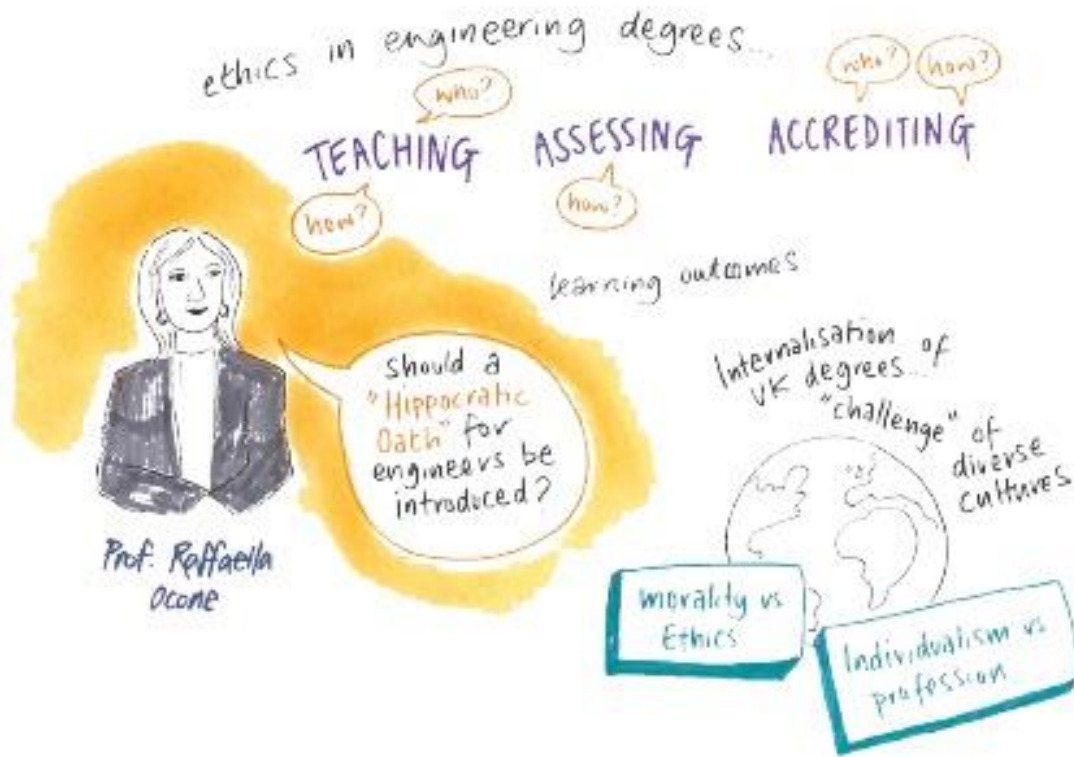 ethics in engineering degrees...
who?
who?
how?
TEACHING ASSESSING ACCREDITING
how?
how?
learning outcomes
should a
"Hippocratic
Oath" for
engineers be
introduced?
Prof. Raffaella
Ocone
Internalisation of
UK degrees...
"challenge" of
diverse
cultures
morality vs
Ethics
Individualism vs
profession